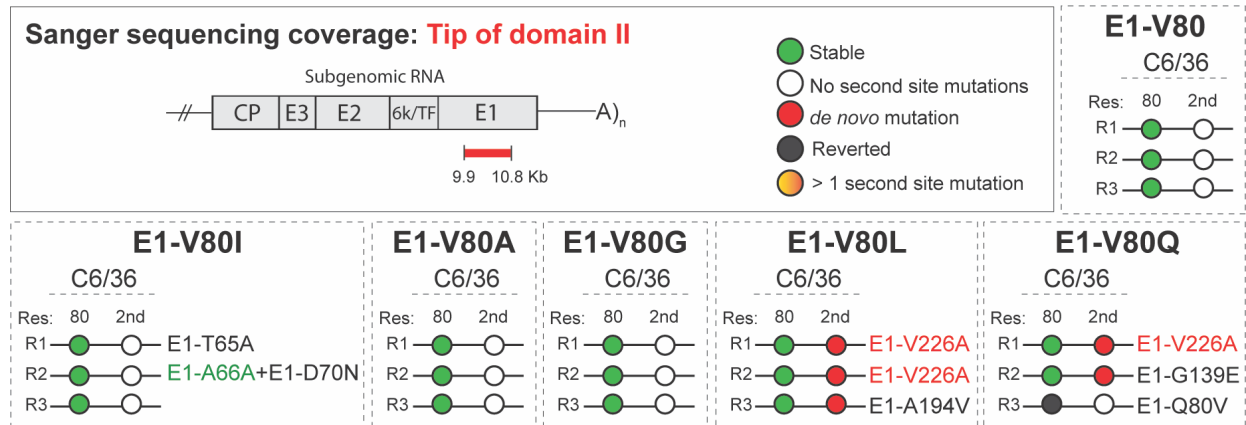 Sanger sequencing coverage: Tip of domain II
Subgenomic RNA
CP E3 E2 6k/TF E1 A)n
9.9 10.8 Kb
Stable
No second site mutations
de novo mutation
Reverted
> 1 second site mutation
E1-V80
C6/36
Res: 80 2nd
R1
R2
R3
E1-V80I
C6/36
Res: 80 2nd
R1 E1-T65A
R2 E1-A66A+E1-D70N
R3
E1-V80A
C6/36
Res: 80 2nd
R1
R2
R3
E1-V80G
C6/36
Res: 80 2nd
R1
R2
R3
E1-V80L
C6/36
Res: 80 2nd
R1 E1-V226A
R2 E1-V226A
R3 E1-A194V
E1-V80Q
C6/36
Res: 80 2nd
R1 E1-V226A
R2 E1-G139E
R3 E1-Q80V